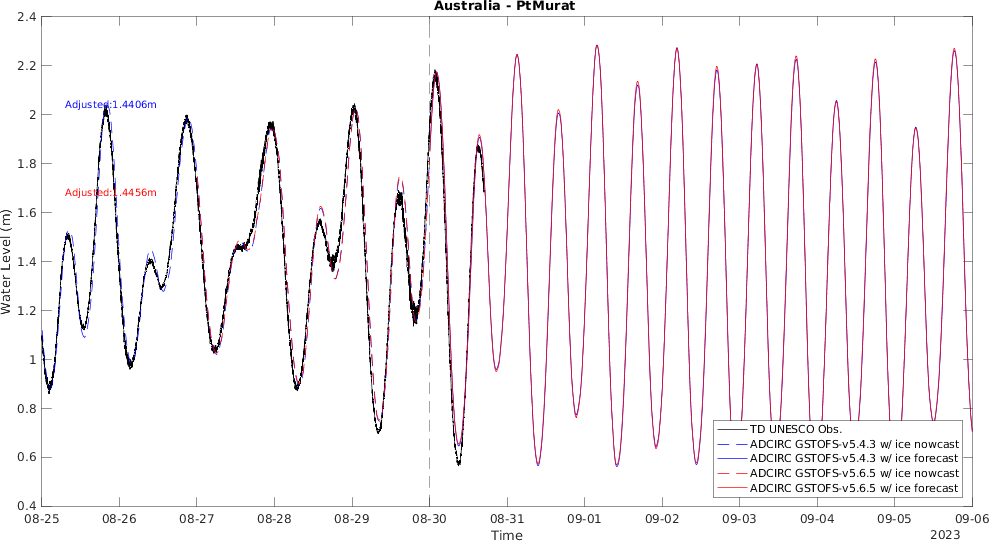 Australia - PtMurat
2.4
2.2
2
1.8
1.6
1.4
1.2
1
0.8
0.6
0.4
Water Level (m)
Adjusted:1.4406m
Adjusted:1.4456m
TD UNESCO Obs.
ADCIRC GSTOFS-v5.4.3 w/ ice nowcast
ADCIRC GSTOFS-v5.4.3 w/ ice forecast
ADCIRC GSTOFS-v5.6.5 w/ ice nowcast
ADCIRC GSTOFS-v5.6.5 w/ ice forecast
08-25 08-26 08-27 08-28 08-29 08-30 08-31 09-01 09-02 09-03 09-04 09-05 09-06
Time
2023